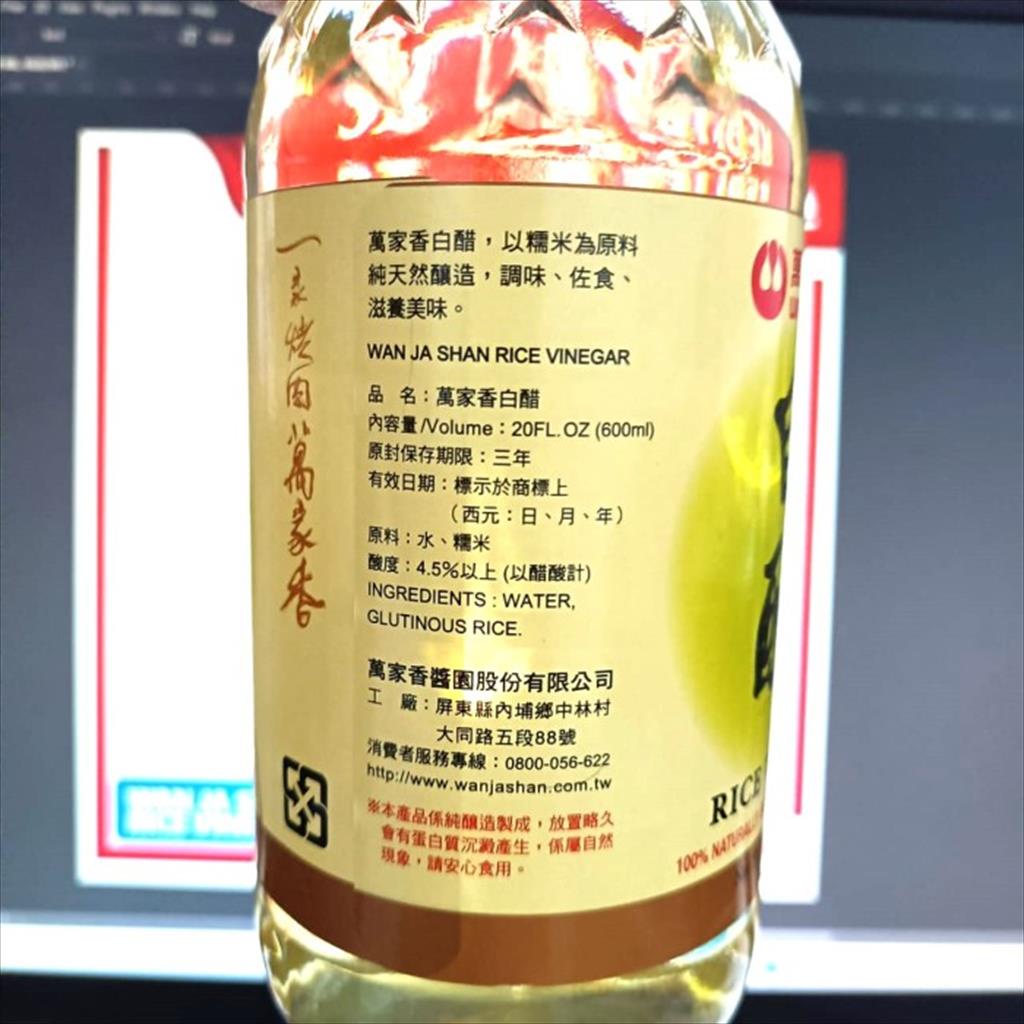 一家烤肉萬家香
萬家香白醋，以糯米為原料
純天然釀造，調味、佐食、
滋養美味。
WAN JA SHAN RICE VINEGAR
品 名：萬家香白醋
內容量/Volume：20FL.OZ (600ml)
原封保存期限：三年
有效日期：標示於商標上
（西元：日、月、年）
原料：水、糯米
酸度：4.5%以上 (以醋酸計)
INGREDIENTS : WATER,
GLUTINOUS RICE.
萬家香醬園股份有限公司
工 廠：屏東縣內埔鄉中林村
大同路五段88號
消費者服務專線：0800-056-622
http://www.wanjashan.com.tw
※本產品係純釀造製成，放置略久
會有蛋白質沉澱產生，係屬自然
現象，請安心食用。
RICE
100%